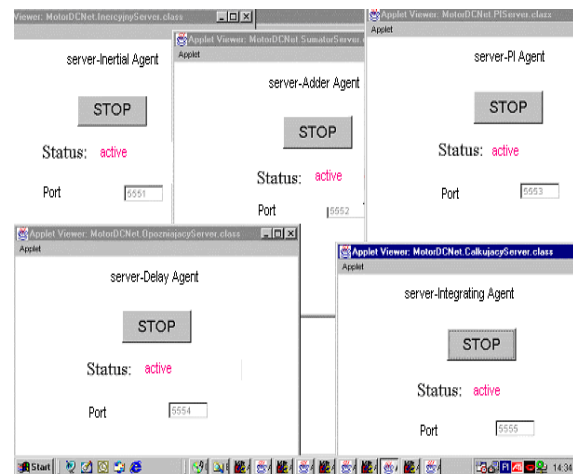 Viewer: MotorDCNet.InercyjnyServer.class
server-Inertial Agent
STOP
Status: active
Port 5551
Applet Viewer: MotorDCNet.SumatorServer.
Applet
server-Adder Agent
STOP
Status: active
Port 5552
Applet Viewer: MotorDCNet.PIServer.class
Applet
server-PI Agent
STOP
Status: active
Port 5553
Applet Viewer: MotorDCNet.OpozniajacyServer.class
Applet
server-Delay Agent
STOP
Status: active
Port 5554
Applet Viewer: MotorDCNet.CalkujacyServer.class
Applet
server-Integrating Agent
STOP
Status: active
Port 5555
Start
14:36